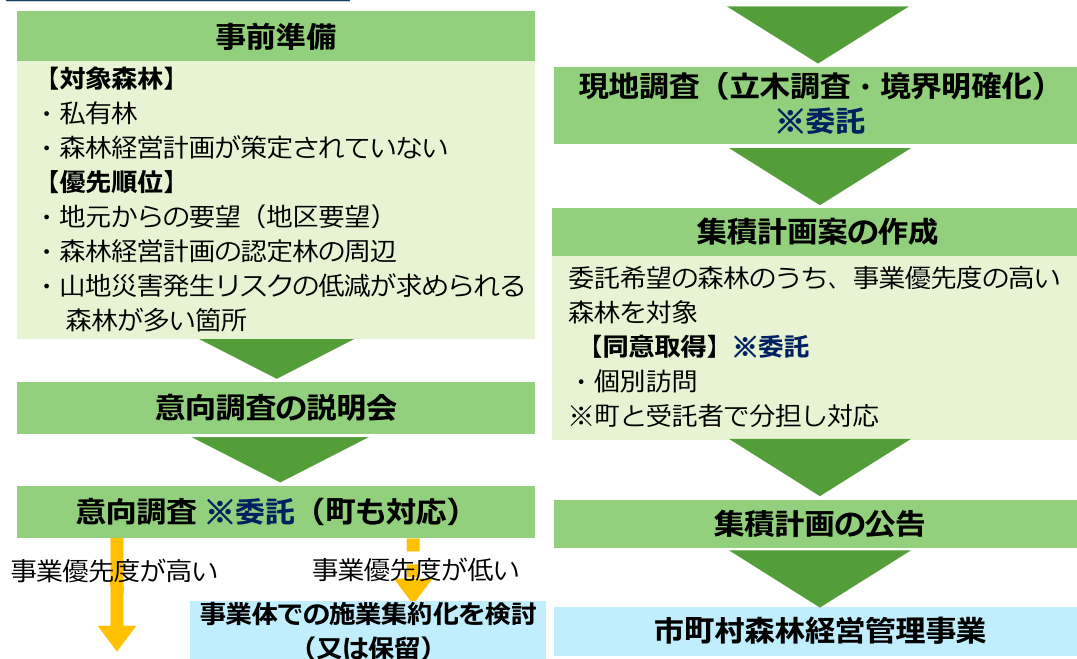 事前準備
【対象森林】
・私有林
・森林経営計画が策定されていない
【優先順位】
・地元からの要望（地区要望）
・森林経営計画の認定林の周辺
・山地災害発生リスクの低減が求められる
森林が多い箇所
意向調査の説明会
意向調査 ※委託（町も対応）
事業優先度が高い
事業優先度が低い
事業体での施業集約化を検討
（又は保留）
現地調査（立木調査・境界明確化）
※委託
集積計画案の作成
委託希望の森林のうち、事業優先度の高い
森林を対象
【同意取得】※委託
・個別訪問
※町と受託者で分担し対応
集積計画の公告
市町村森林経営管理事業